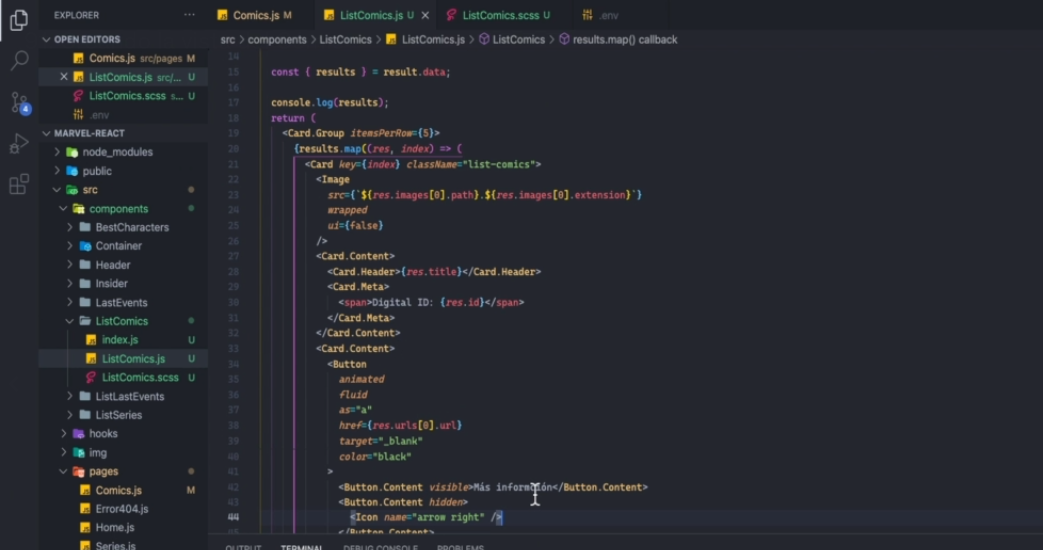 EXPLORER ...
OPEN EDITORS
Comics.js src/pages M
ListComics.js src/... U
ListComics.scss s... U
.env
MARVEL-REACT
node_modules
public
src
components
BestCharacters
Container
Header
Insider
LastEvents
ListComics
index.js U
ListComics.js U
ListComics.scss U
ListLastEvents
ListSeries
hooks
img
pages
Comics.js M
Error404.js
Home.js
Series.js
4
Comics.js M
ListComics.js U
ListComics.scss U
.env
src > components > ListComics > ListComics.js > ListComics > results.map() callback
14
15 const { results } = result.data;
16
17 console.log(results);
18 return (
19 <Card.Group itemsPerRow={5}>
20 {results.map((res, index) => (
21 <Card key={index} className="list-comics">
22 <Image
23 src={`${res.images[0].path}.${res.images[0].extension}`}
24 wrapped
25 ui={false}
26 />
27 <Card.Content>
28 <Card.Header>{res.title}</Card.Header>
29 <Card.Meta>
30 <span>Digital ID: {res.id}</span>
31 </Card.Meta>
32 </Card.Content>
33 <Card.Content>
34 <Button
35 animated
36 fluid
37 as="a"
38 href={res.urls[0].url}
39 target="_blank"
40 color="black"
41 >
42 <Button.Content visible>Más información</Button.Content>
43 <Button.Content hidden>
44 <Icon name="arrow right" />
45 </Button.Content>
OUTPUT TERMINAL DEBUG CONSOLE PROBLEMS